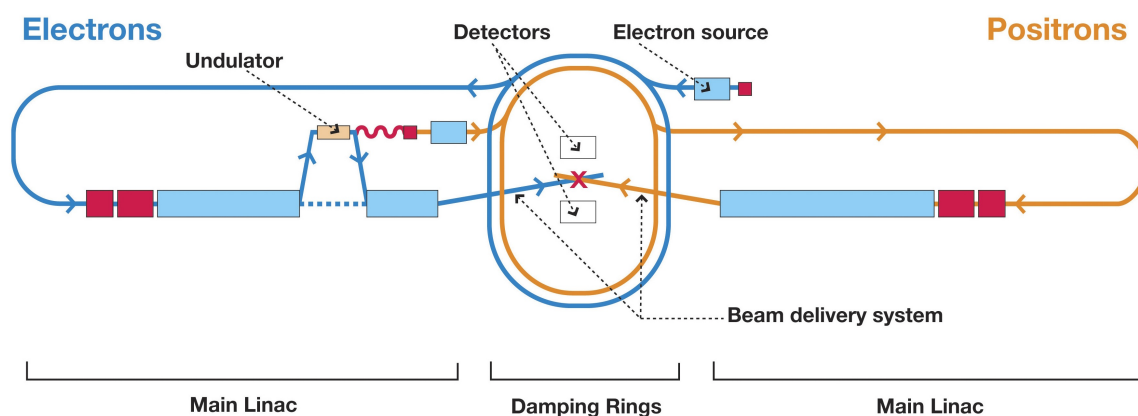 Electrons
Detectors
Electron source
Positrons
Undulator
X
Beam delivery system
Main Linac
Damping Rings
Main Linac